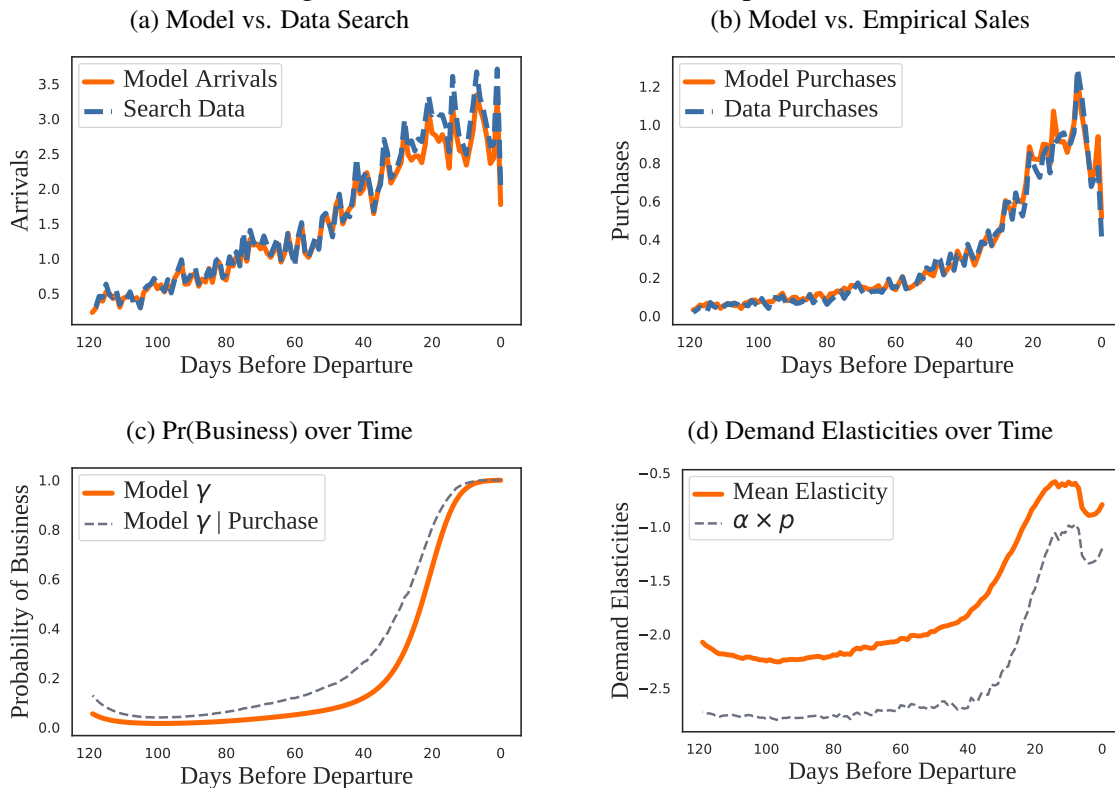 (a) Model vs. Data Search
Model Arrivals
Search Data
Arrivals
3.5
3.0
2.5
2.0
1.5
1.0
0.5
120 100 80 60 40 20 0
Days Before Departure
(b) Model vs. Empirical Sales
Model Purchases
Data Purchases
Purchases
1.2
1.0
0.8
0.6
0.4
0.2
0.0
120 100 80 60 40 20 0
Days Before Departure
(c) Pr(Business) over Time
Model γ
Model γ | Purchase
Probability of Business
1.0
0.8
0.6
0.4
0.2
0.0
120 100 80 60 40 20 0
Days Before Departure
(d) Demand Elasticities over Time
Mean Elasticity
α × p
Demand Elasticities
−0.5
−1.0
−1.5
−2.0
−2.5
120 100 80 60 40 20 0
Days Before Departure